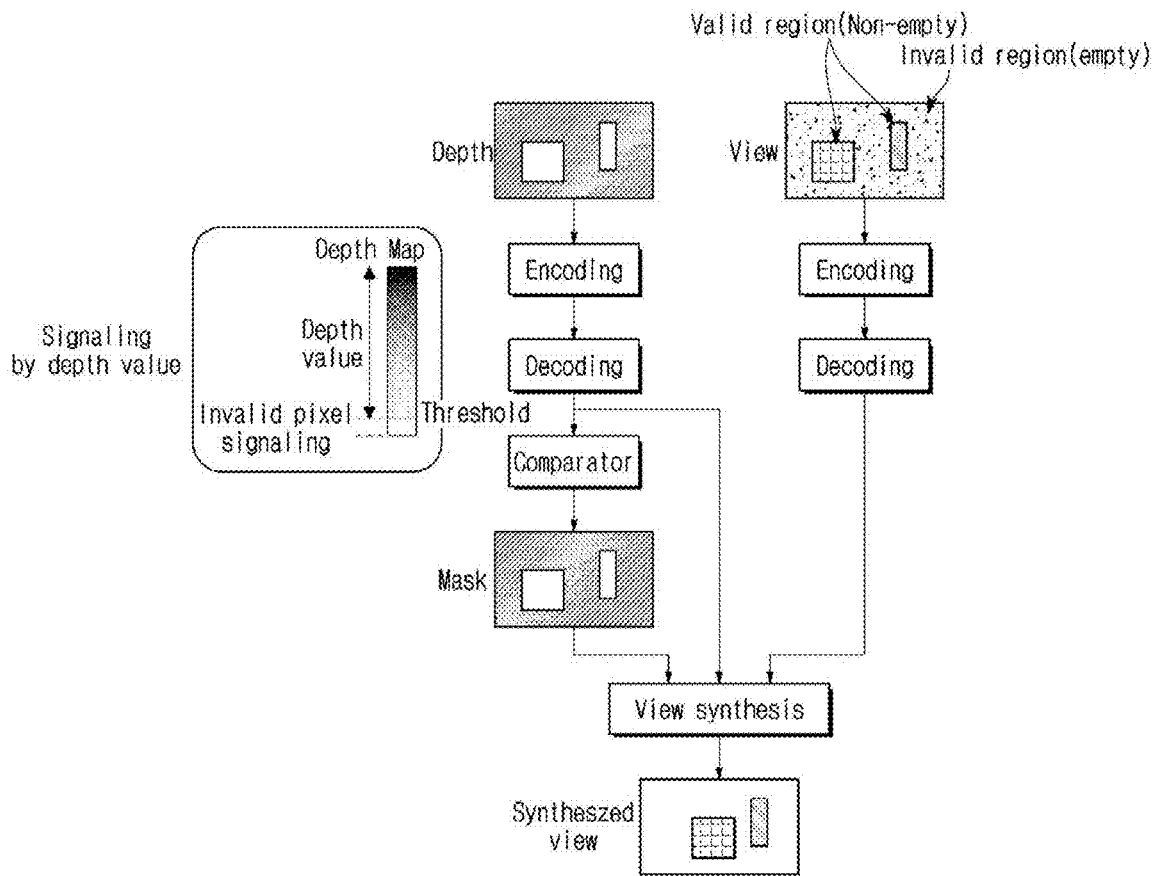 Valid region(Non-empty)
Invalid region(empty)
Depth
View
Depth Map
Encoding
Encoding
Signaling
by depth value
Depth
value
Decoding
Decoding
Invalid pixel
signaling
Threshold
Comparator
Mask
View synthesis
Syntheszed
view